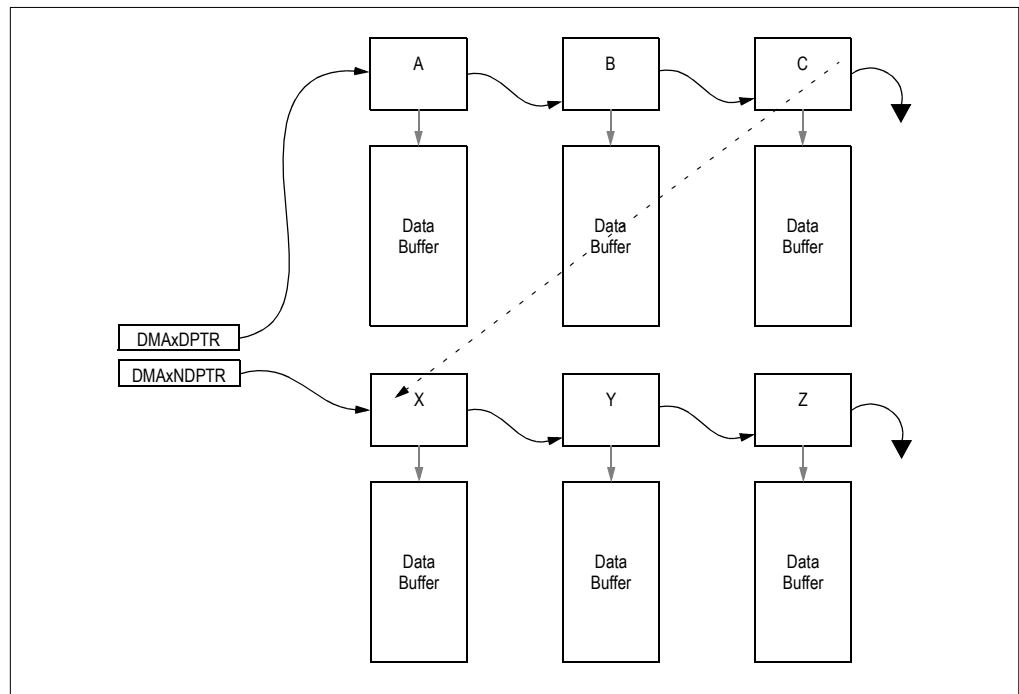 A
B
C
Data
Buffer
Data
Buffer
Data
Buffer
DMAxDPTR
DMAxNDPTR
X
Y
Z
Data
Buffer
Data
Buffer
Data
Buffer